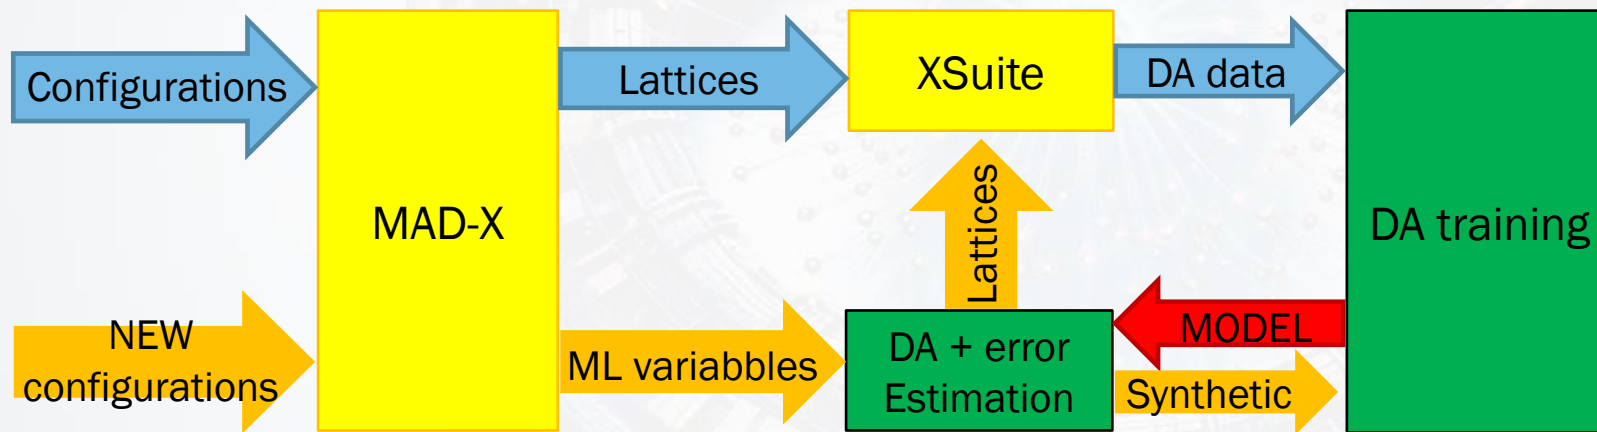 Configurations
MAD-X
Lattices
XSuite
DA data
DA training
NEW
configurations
ML variabbles
Lattices
DA + error
Estimation
MODEL
Synthetic